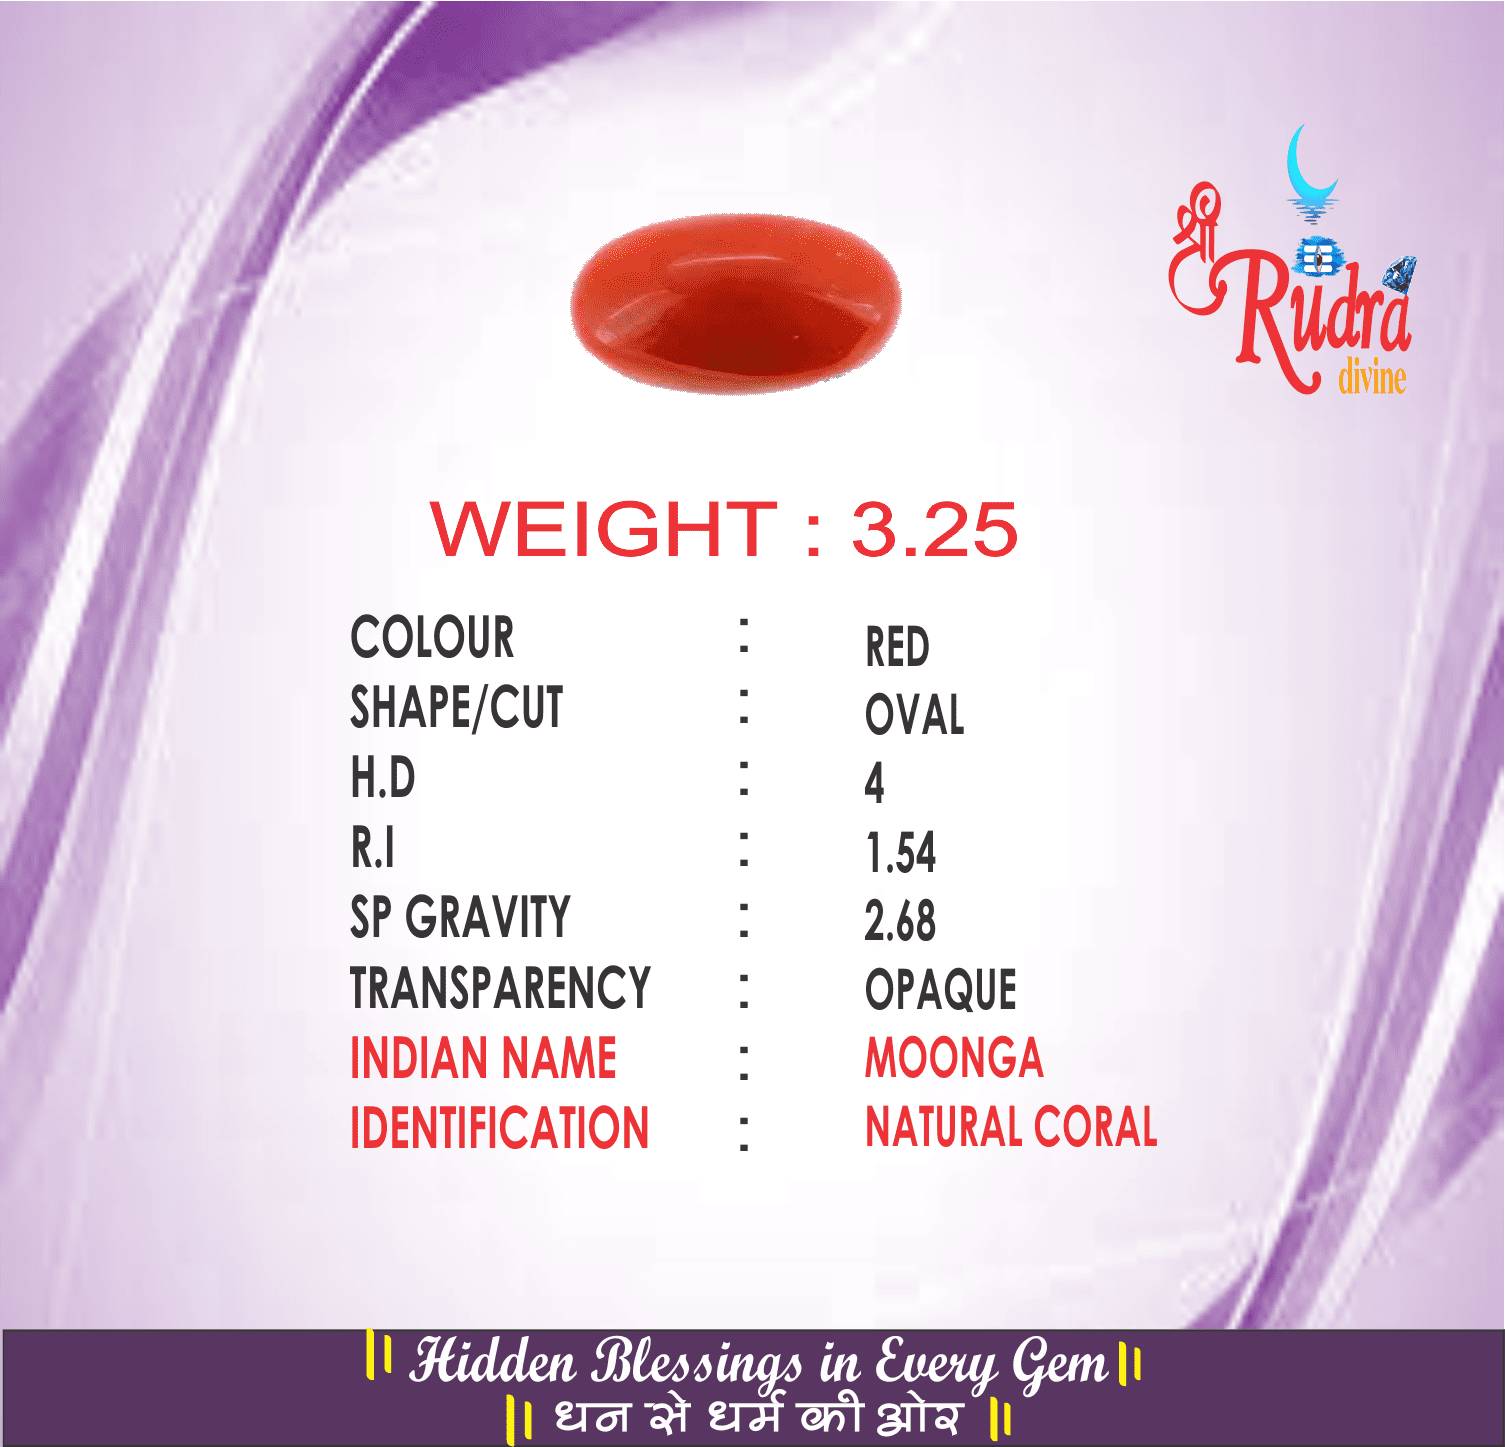 श्री
Rudra
divine
WEIGHT : 3.25
COLOUR : RED
SHAPE/CUT : OVAL
H.D : 4
R.I : 1.54
SP GRAVITY : 2.68
TRANSPARENCY : OPAQUE
INDIAN NAME : MOONGA
IDENTIFICATION : NATURAL CORAL
|| Hidden Blessings in Every Gem ||
|| धन से धर्म की ओर ||